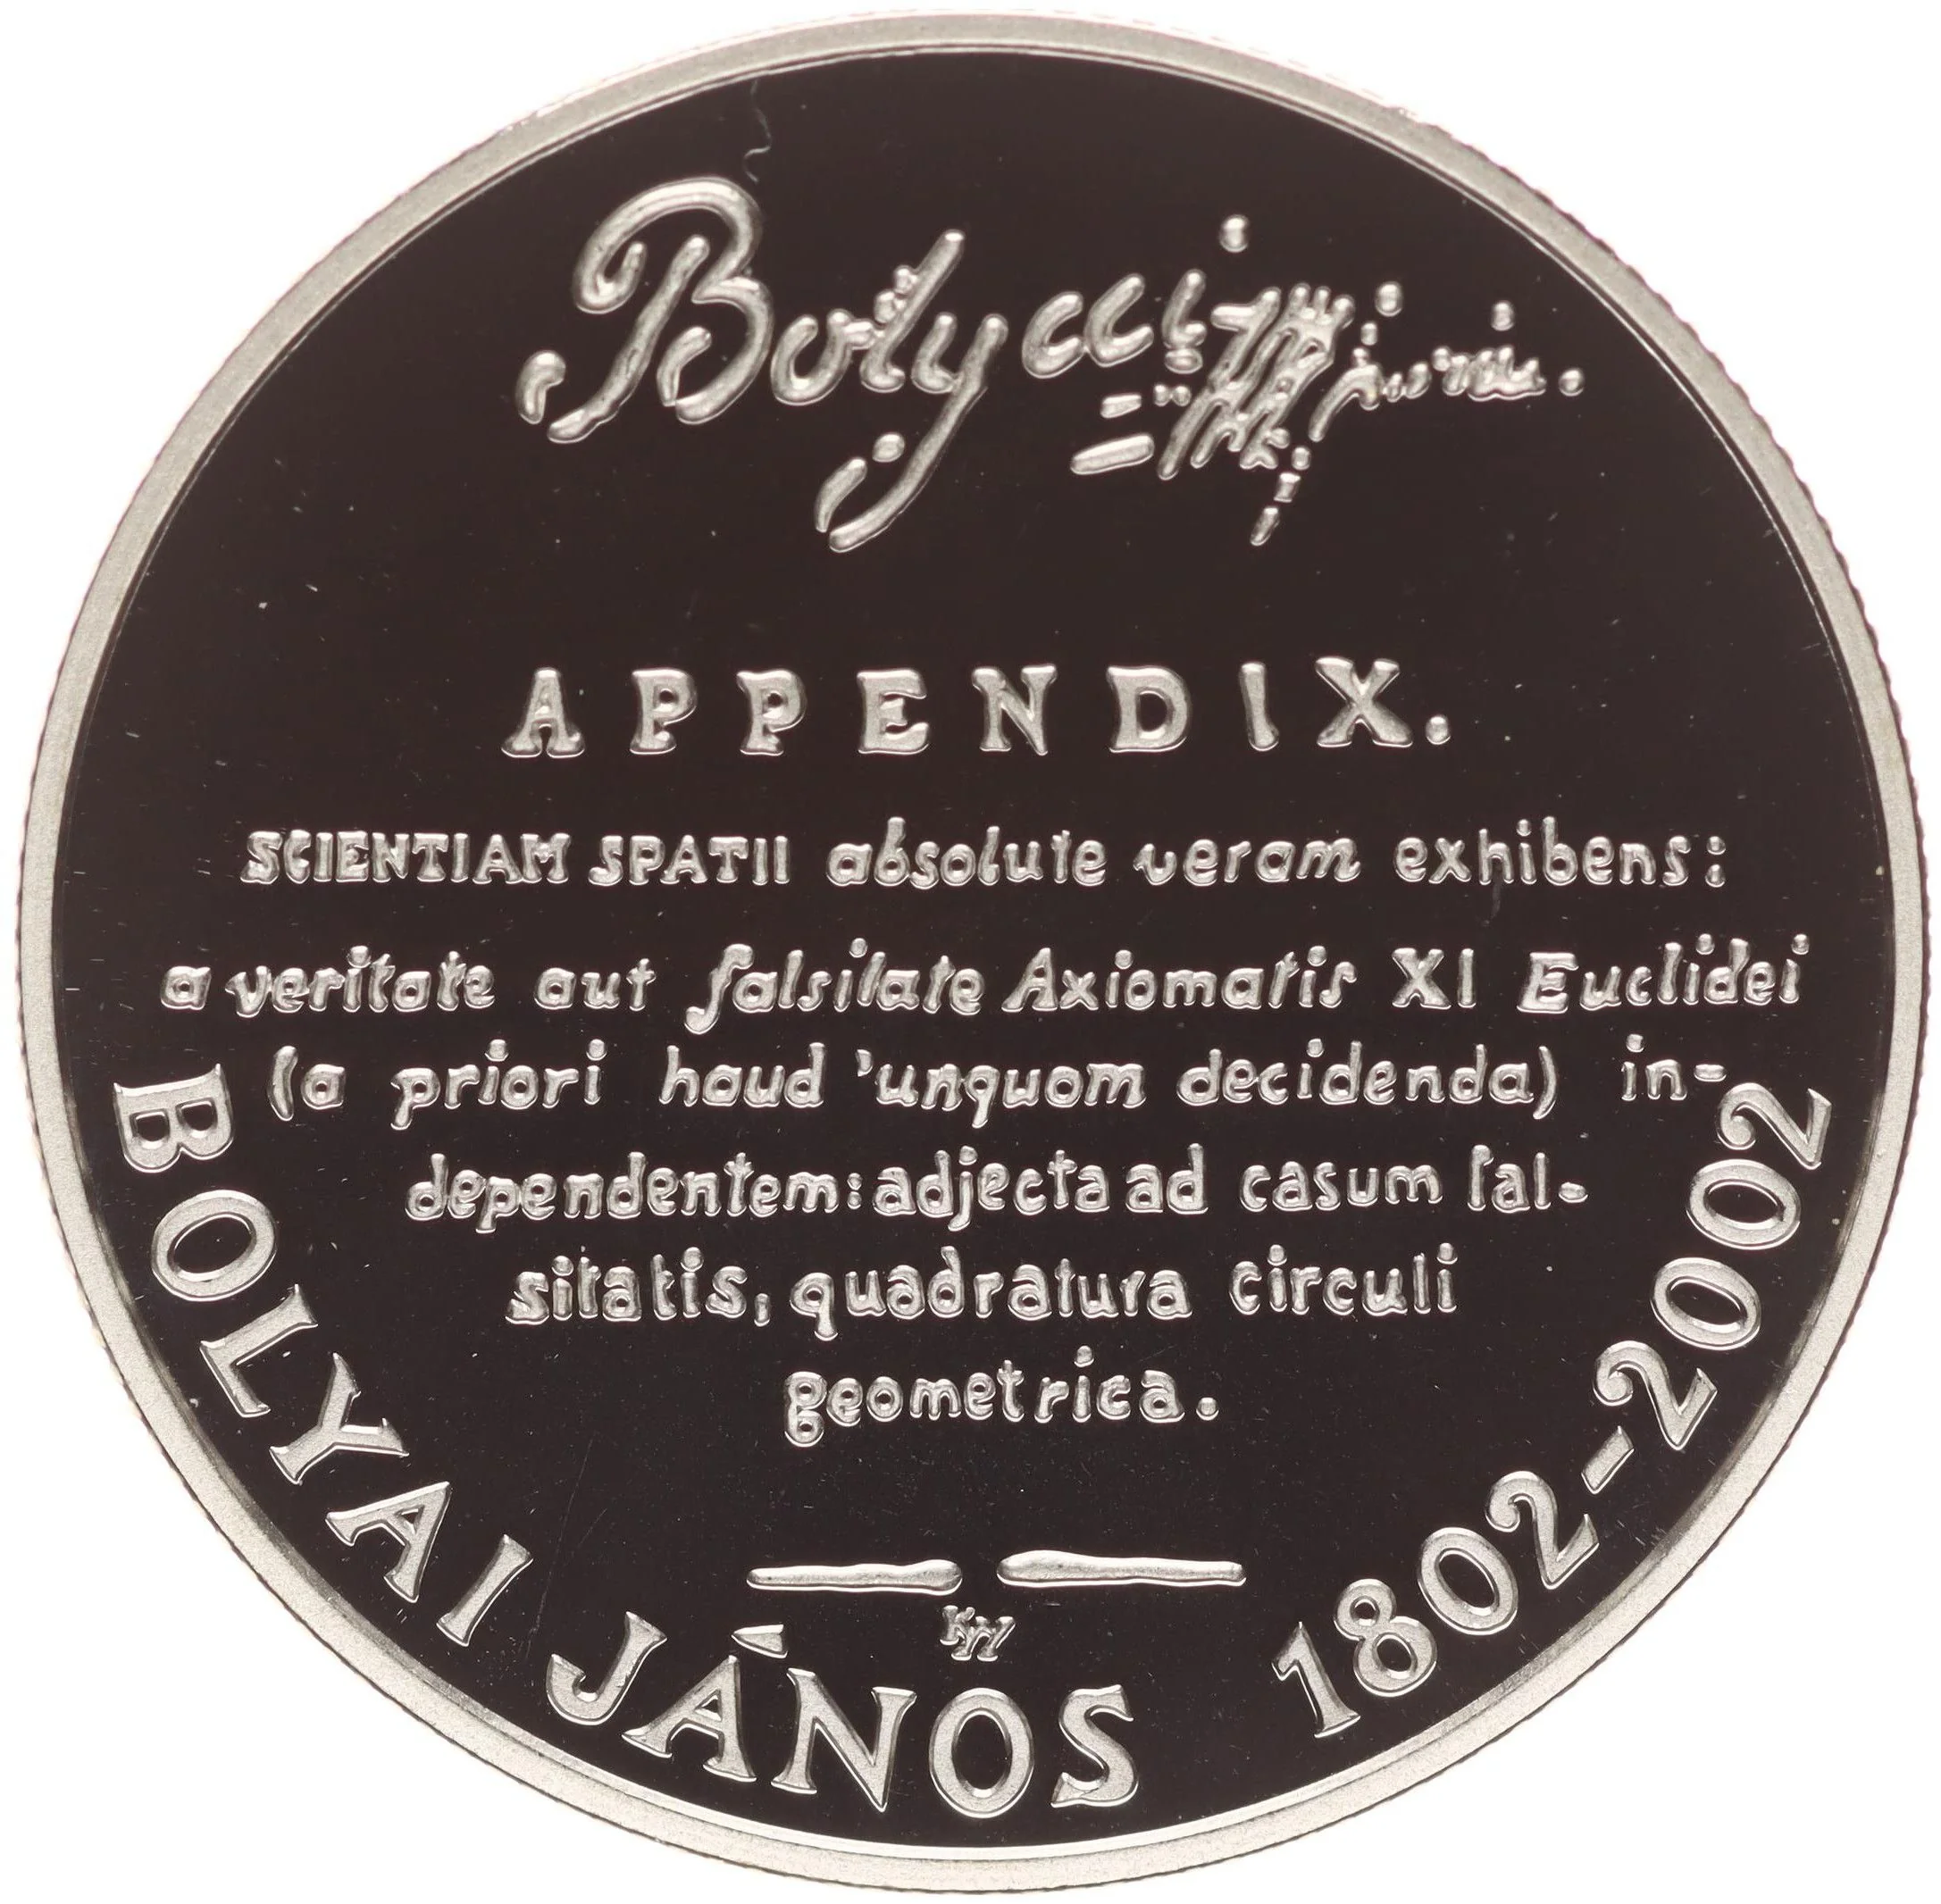 Bolyai
APPENDIX.
SCIENTIAM SPATII absolute veram exhibens:
a veritate aut falsitate Axiomatis XI Euclidei
(a priori haud 'unquom decidenda) in-
dependentem: adjecta ad casum fal-
sitatis, quadratura circuli
geometrica.
BOLYAI JÁNOS 1802-2002